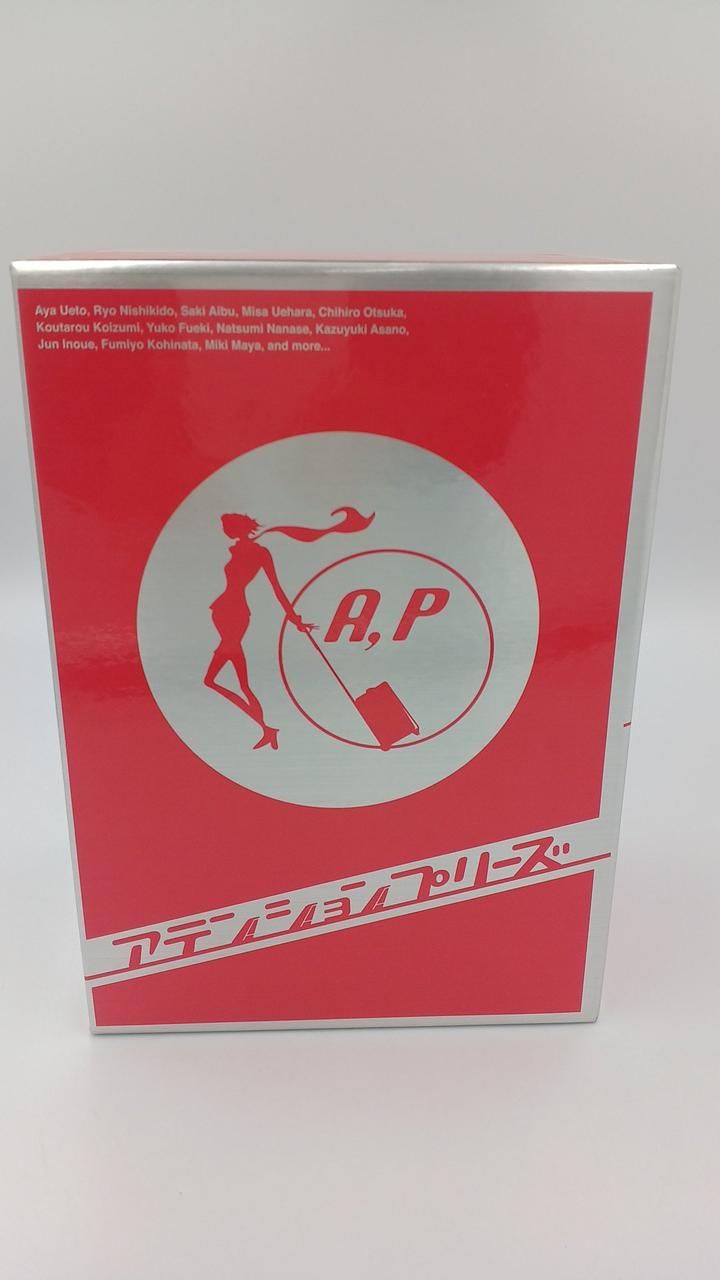 Aya Ueto, Ryo Nishikido, Saki Aibu, Misa Uehara, Chihiro Otsuka,
Koutarou Koizumi, Yuko Fueki, Natsumi Nanase, Kazuyuki Asano,
Jun Inoue, Fumiyo Kohinata, Miki Maya, and more...
A,P
アテンションプリーズ